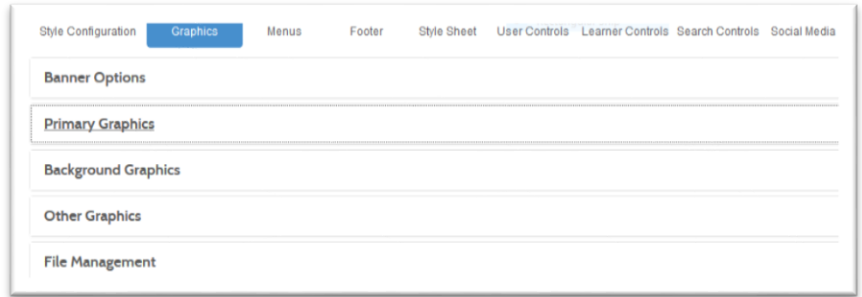 Style Configuration Graphics Menus Footer Style Sheet User Controls Learner Controls Search Controls Social Media
Banner Options
Primary Graphics
Background Graphics
Other Graphics
File Management